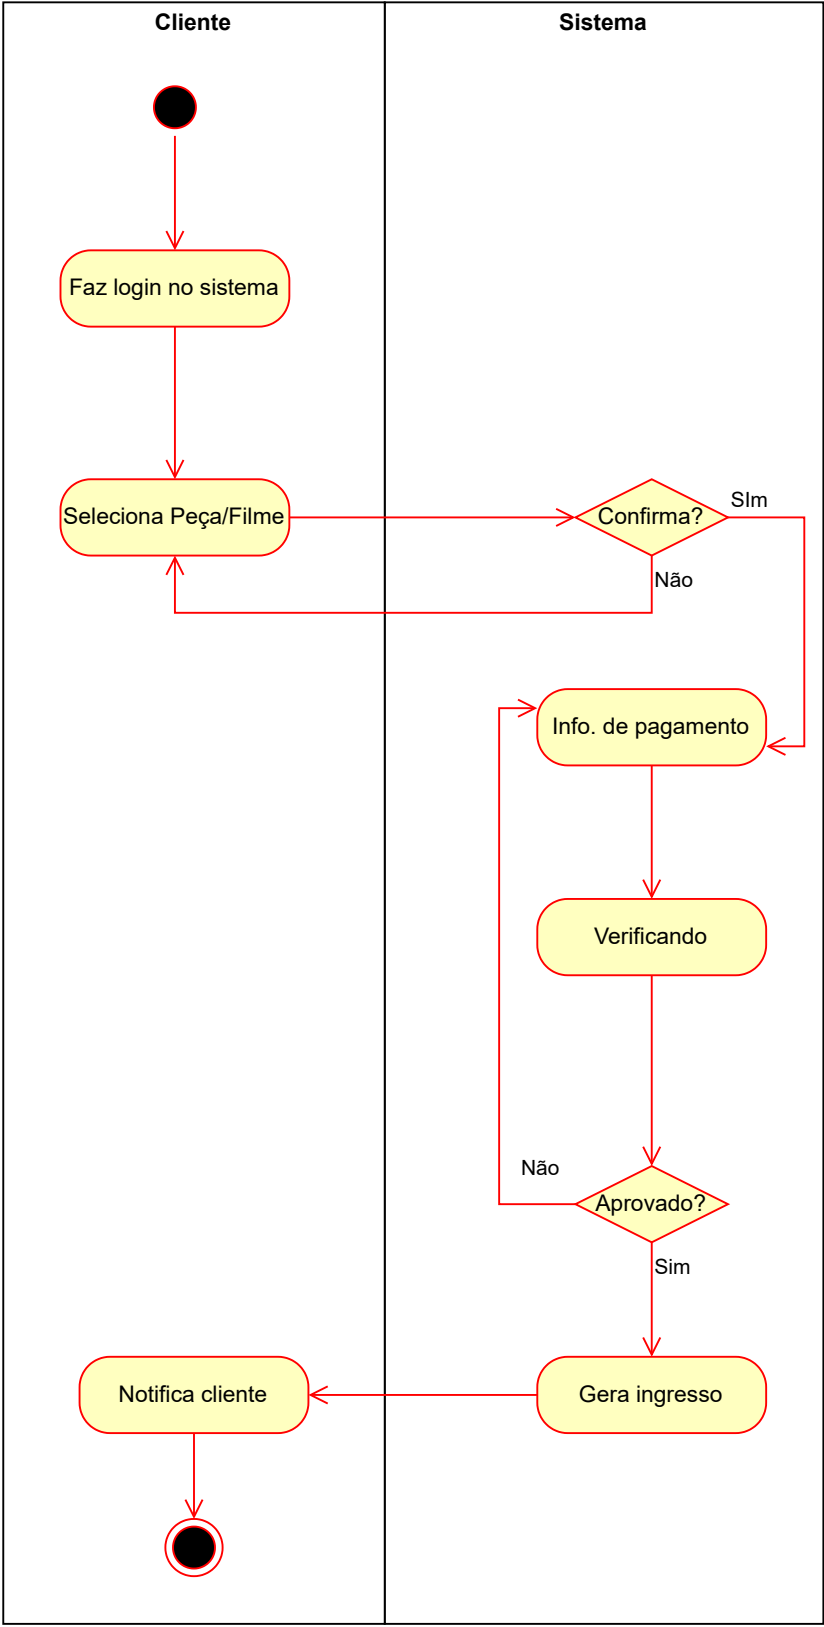 Cliente
Sistema
Faz login no sistema
Seleciona Peça/Filme
Confirma?
SIm
Não
Info. de pagamento
Verificando
Não
Aprovado?
Sim
Notifica cliente
Gera ingresso